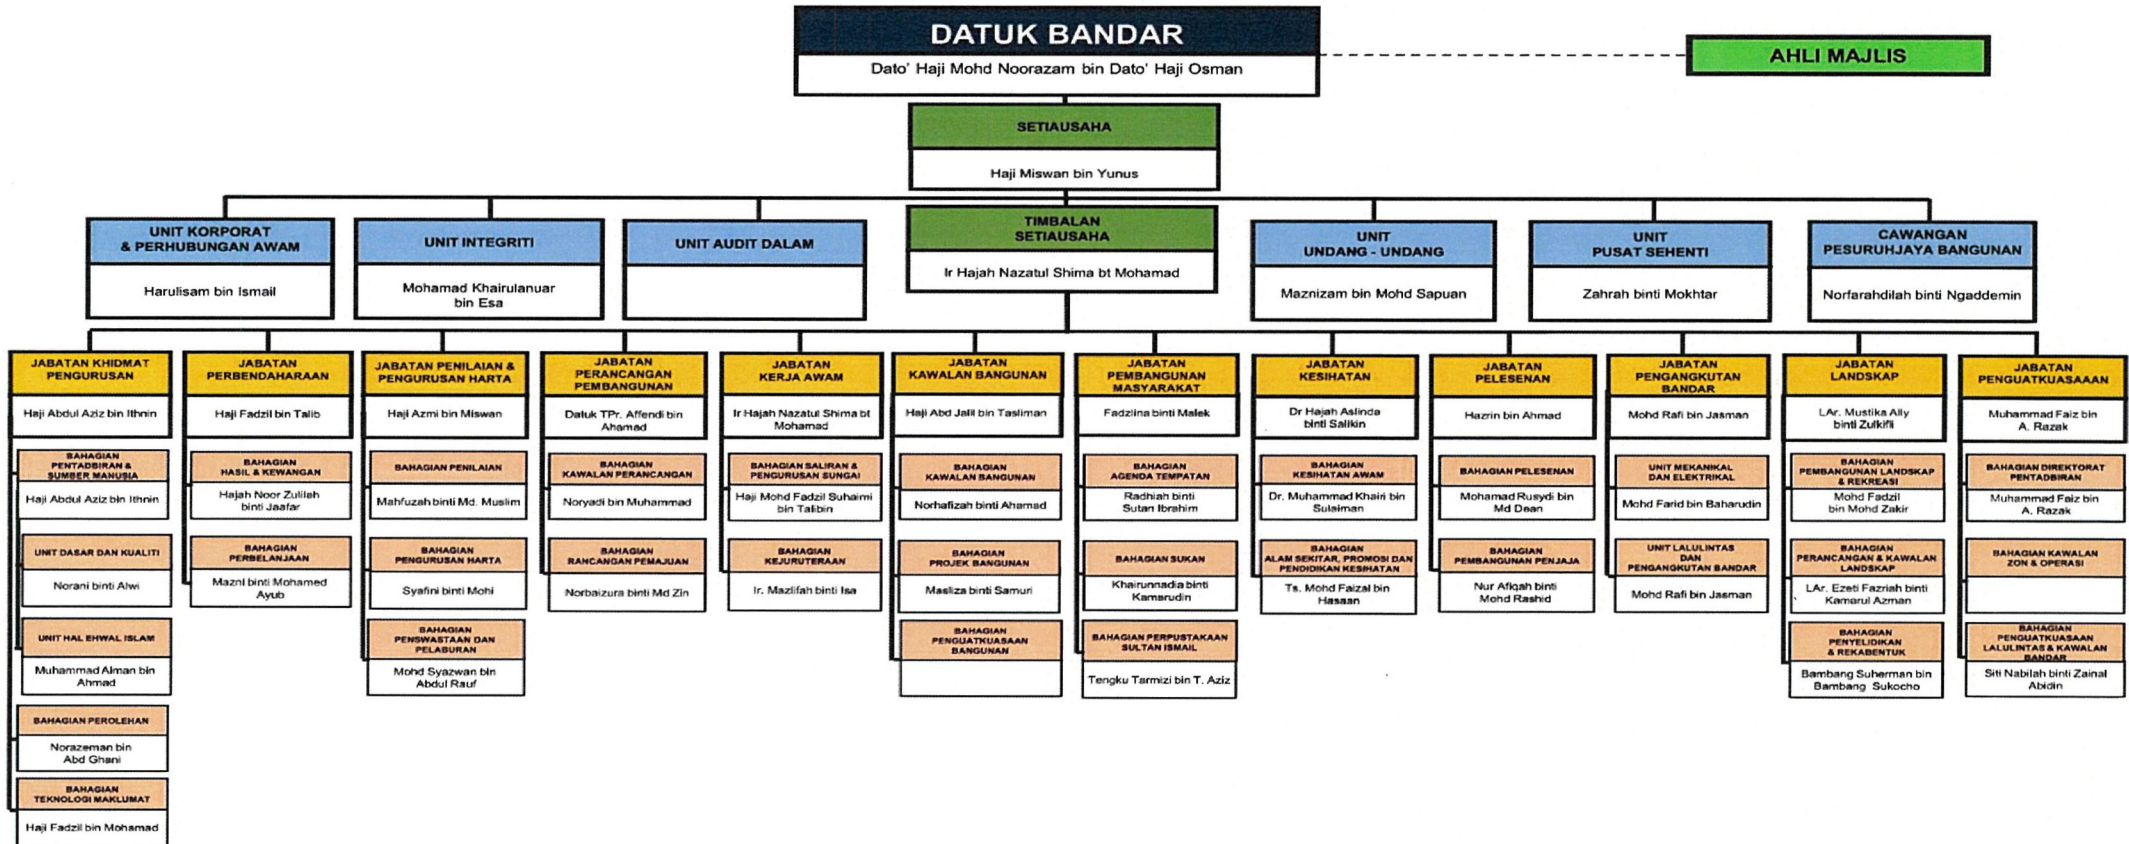 DATUK BANDAR
Dato' Haji Mohd Noorazam bin Dato' Haji Osman
AHLI MAJLIS
SETIAUSAHA
Haji Miswan bin Yunus
UNIT KORPORAT
& PERHUBUNGAN AWAM
Harulisam bin Ismail
UNIT INTEGRITI
Mohamad Khairulanuar
bin Esa
UNIT AUDIT DALAM
TIMBALAN
SETIAUSAHA
Ir Hajah Nazatul Shima bt Mohamad
UNIT
UNDANG - UNDANG
Maznizam bin Mohd Sapuan
UNIT
PUSAT SEHENTI
Zahrah binti Mokhtar
CAWANGAN
PESURUHJAYA BANGUNAN
Norfarahdilah binti Ngaddemin
JABATAN KHIDMAT
PENGURUSAN
Haji Abdul Aziz bin Ithnin
BAHAGIAN
PENTADBIRAN &
SUMBER MANUSIA
Haji Abdul Aziz bin Ithnin
UNIT DASAR DAN KUALITI
Norani binti Alwi
UNIT HAL EHWAL ISLAM
Muhammad Aiman bin
Ahmad
BAHAGIAN PEROLEHAN
Norazeman bin
Abd Ghani
BAHAGIAN
TEKNOLOGI MAKLUMAT
Haji Fadzil bin Mohamad
JABATAN
PERBENDAHARAAN
Haji Fadzil bin Talib
BAHAGIAN
HASIL & KEWANGAN
Hajah Noor Zulilah
binti Jaafar
BAHAGIAN
PERBELANJAAN
Mazni binti Mohamed
Ayub
JABATAN PENILAIAN &
PENGURUSAN HARTA
Haji Azmi bin Miswan
BAHAGIAN PENILAIAN
Mahfuzah binti Md. Muslim
BAHAGIAN
PENGURUSAN HARTA
Syafini binti Mohi
BAHAGIAN
PENSWASTAAN DAN
PELABURAN
Mohd Syazwan bin
Abdul Rauf
JABATAN
PERANCANGAN
PEMBANGUNAN
Datuk TPr. Affendi bin
Ahamad
BAHAGIAN
KAWALAN PERANCANGAN
Noryadi bin Muhammad
BAHAGIAN
RANCANGAN PEMAJUAN
Norbaizura binti Md Zin
JABATAN
KERJA AWAM
Ir Hajah Nazatul Shima bt
Mohamad
BAHAGIAN SALIRAN &
PENGURUSAN SUNGAI
Haji Mohd Fadzil Suhaimi
bin Talibin
BAHAGIAN
KEJURUTERAAN
Ir. Mazlifah binti Isa
JABATAN
KAWALAN BANGUNAN
Haji Abd Jalil bin Tasliman
BAHAGIAN
KAWALAN BANGUNAN
Norhafizah binti Ahamad
BAHAGIAN
PROJEK BANGUNAN
Masliza binti Samuri
BAHAGIAN
PENGUATKUASAAN
BANGUNAN
JABATAN
PEMBANGUNAN
MASYARAKAT
Fadzlina binti Malek
BAHAGIAN
AGENDA TEMPATAN
Radhiah binti
Sutan Ibrahim
BAHAGIAN SUKAN
Khairunnadia binti
Kamarudin
BAHAGIAN PERPUSTAKAAN
SULTAN ISMAIL
Tengku Tarmizi bin T. Aziz
JABATAN
KESIHATAN
Dr Hajah Aslinda
binti Salikin
BAHAGIAN
KESIHATAN AWAM
Dr. Muhammad Khairi bin
Sulaiman
BAHAGIAN
ALAM SEKITAR, PROMOSI DAN
PENDIDIKAN KESIHATAN
Ts. Mohd Faizal bin
Hasaan
JABATAN
PELESENAN
Hazrin bin Ahmad
BAHAGIAN PELESENAN
Mohamad Rusydi bin
Md Dean
BAHAGIAN
PEMBANGUNAN PENJAJA
Nur Afiqah binti
Mohd Rashid
JABATAN
PENGANGKUTAN
BANDAR
Mohd Rafi bin Jasman
UNIT MEKANIKAL
DAN ELEKTRIKAL
Mohd Farid bin Baharudin
UNIT LALULINTAS
DAN
PENGANGKUTAN BANDAR
Mohd Rafi bin Jasman
JABATAN
LANDSKAP
LAr. Mustika Ally
binti Zulkifli
BAHAGIAN
PEMBANGUNAN LANDSKAP
& REKREASI
Mohd Fadzil
bin Mohd Zakir
BAHAGIAN
PERANCANGAN & KAWALAN
LANDSKAP
LAr. Ezeti Fazriah binti
Kamarul Azman
BAHAGIAN
PENYELIDIKAN
& REKABENTUK
Bambang Suherman bin
Bambang Sukocho
JABATAN
PENGUATKUASAAAN
Muhammad Faiz bin
A. Razak
BAHAGIAN DIREKTORAT
PENTADBIRAN
Muhammad Faiz bin
A. Razak
BAHAGIAN KAWALAN
ZON & OPERASI
BAHAGIAN
PENGUATKUASAAN
LALULINTAS & KAWALAN
BANDAR
Siti Nabilah binti Zainal
Abidin